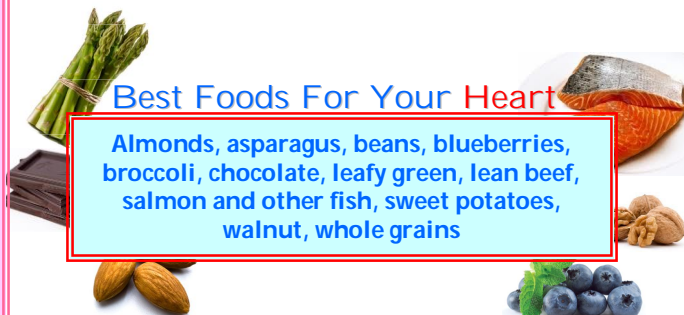 Best Foods For Your Heart
Almonds, asparagus, beans, blueberries,
broccoli, chocolate, leafy green, lean beef,
salmon and other fish, sweet potatoes,
walnut, whole grains